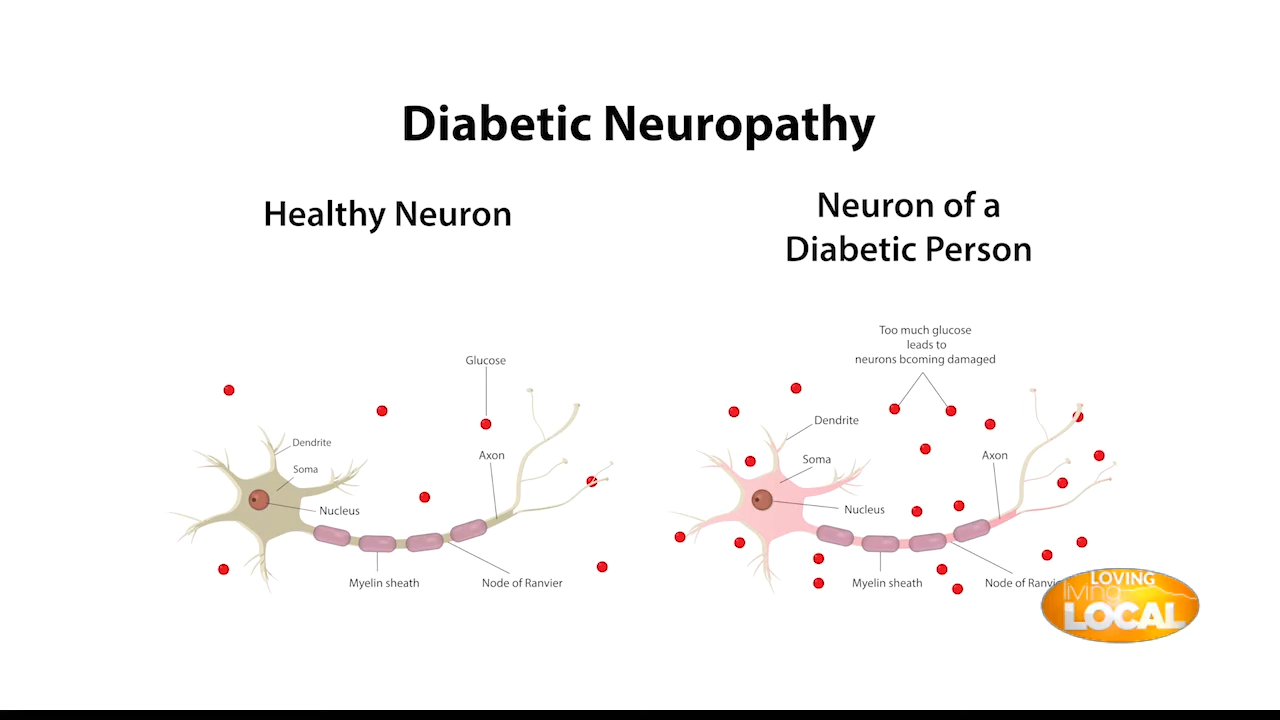 Diabetic Neuropathy
Healthy Neuron
Neuron of a
Diabetic Person
Glucose
Dendrite
Soma
Axon
Nucleus
Myelin sheath
Node of Ranvier
Too much glucose
leads to
neurons bcoming damaged
Dendrite
Soma
Axon
Nucleus
Myelin sheath
Node of Ranvie
LOVING
living
LOCAL